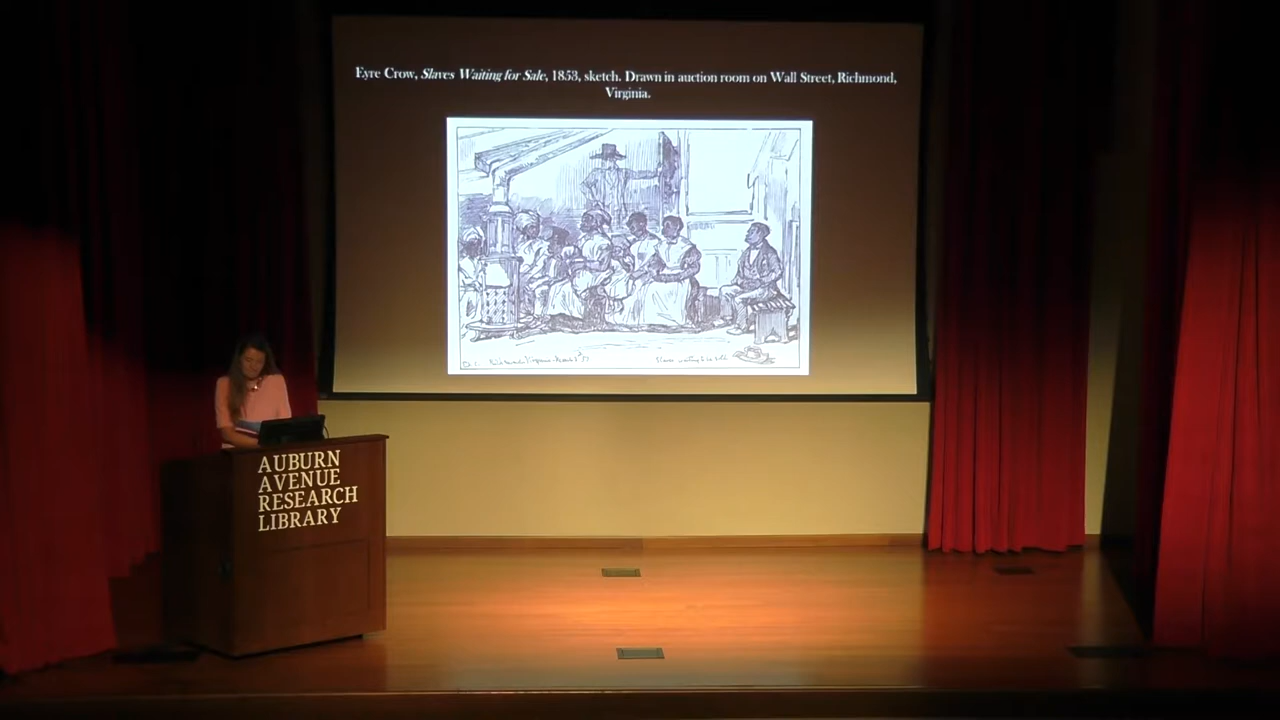 Eyre Crow, Slaves Waiting for Sale, 1853, sketch. Drawn in auction room on Wall Street, Richmond,
Virginia.
AUBURN
AVENUE
RESEARCH
LIBRARY